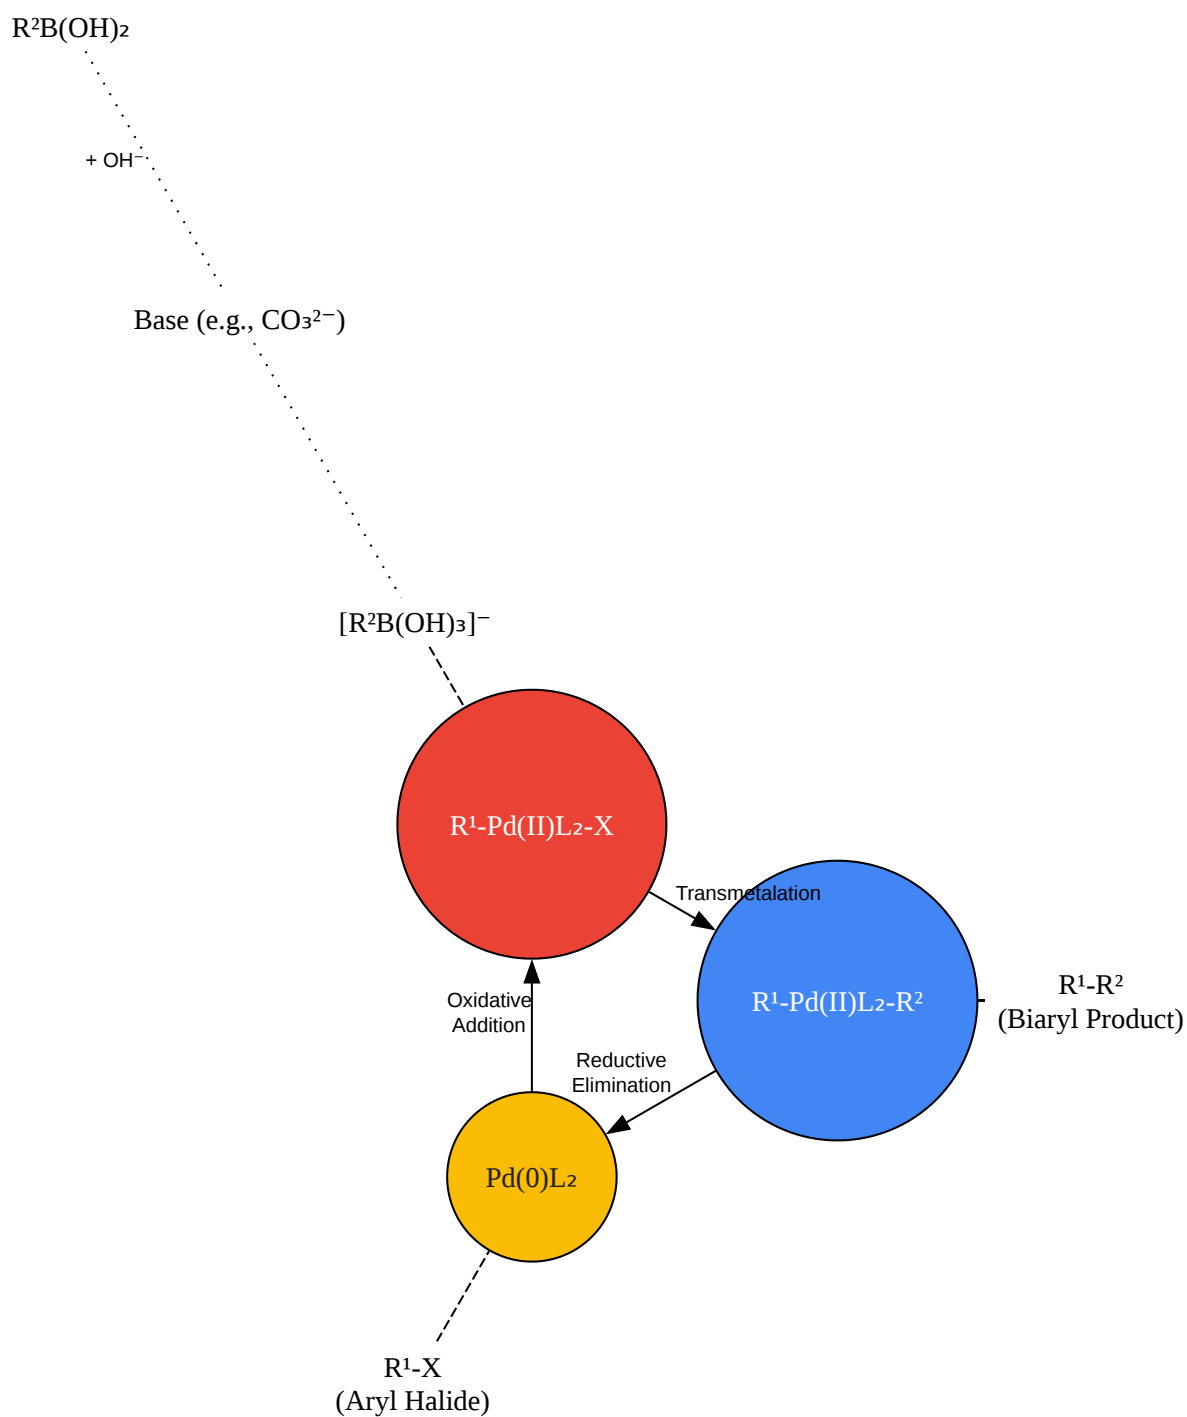 R²B(OH)₂
+ OH⁻
Base (e.g., CO₃²⁻)
[R²B(OH)₃]⁻
R¹-Pd(II)L₂-X
Transmetalation
R¹-Pd(II)L₂-R²
R¹-R²
(Biaryl Product)
Oxidative
Addition
Reductive
Elimination
Pd(0)L₂
R¹-X
(Aryl Halide)